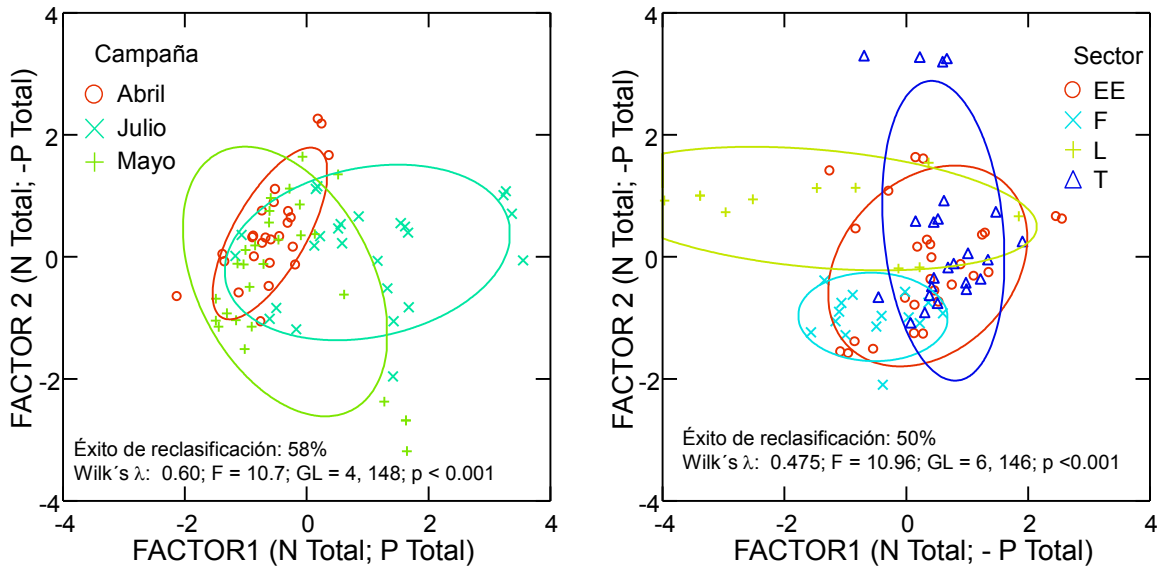 4
2
0
-2
-4
-4
-2
0
2
4
FACTOR 2 (N Total; -P Total)
FACTOR1 (N Total; P Total)
Campaña
Abril
Julio
Mayo
Éxito de reclasificación: 58%
Wilk´s λ: 0.60; F = 10.7; GL = 4, 148; p < 0.001
4
2
0
-2
-4
-4
-2
0
2
4
FACTOR 2 (N Total; -P Total)
FACTOR1 (N Total; - P Total)
Sector
EE
F
L
T
Éxito de reclasificación: 50%
Wilk´s λ: 0.475; F = 10.96; GL = 6, 146; p <0.001